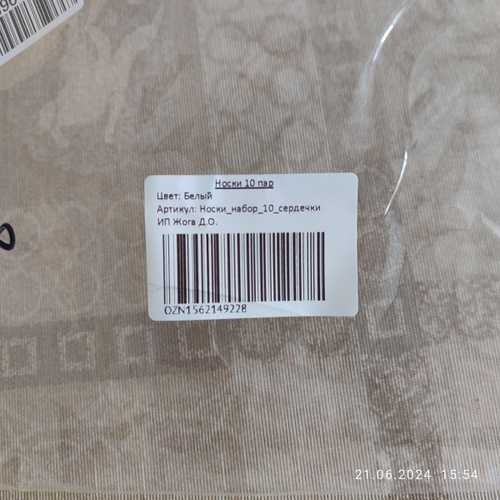 Носки 10 пар
Цвет: Белый
Артикул: Носки_набор_10_сердечки
ИП Жога Д.О.
OZN1562149228
21.06.2024 15:54